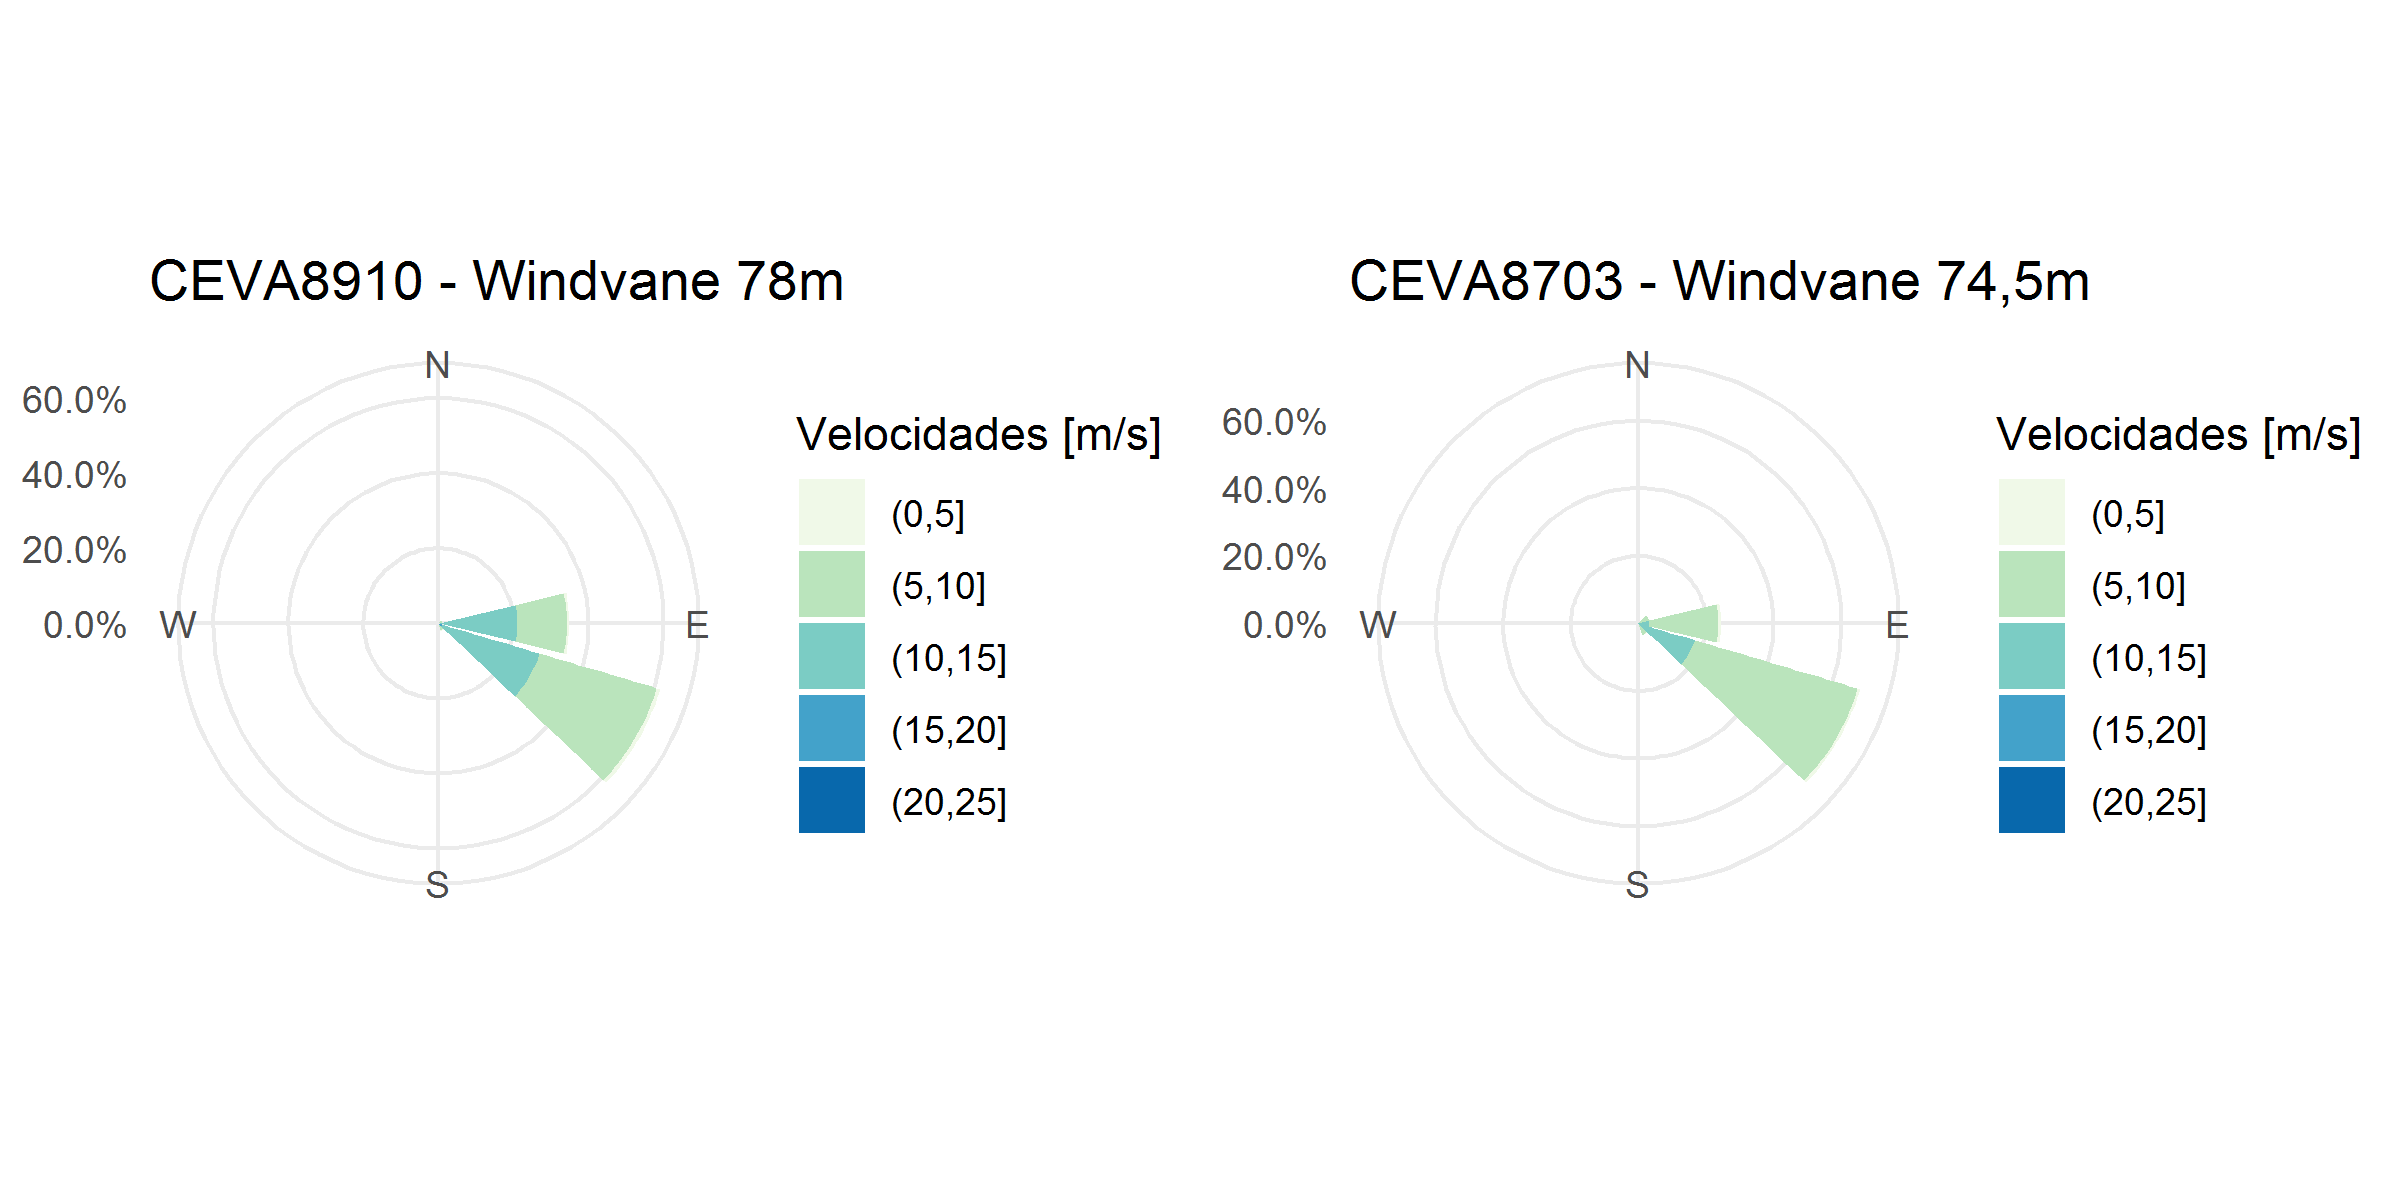 CEVA8910 - Windvane 78m
N
60.0%
40.0%
20.0%
0.0%
W
E
S
Velocidades [m/s]
(0,5]
(5,10]
(10,15]
(15,20]
(20,25]
CEVA8703 - Windvane 74,5m
N
60.0%
40.0%
20.0%
0.0%
W
E
S
Velocidades [m/s]
(0,5]
(5,10]
(10,15]
(15,20]
(20,25]